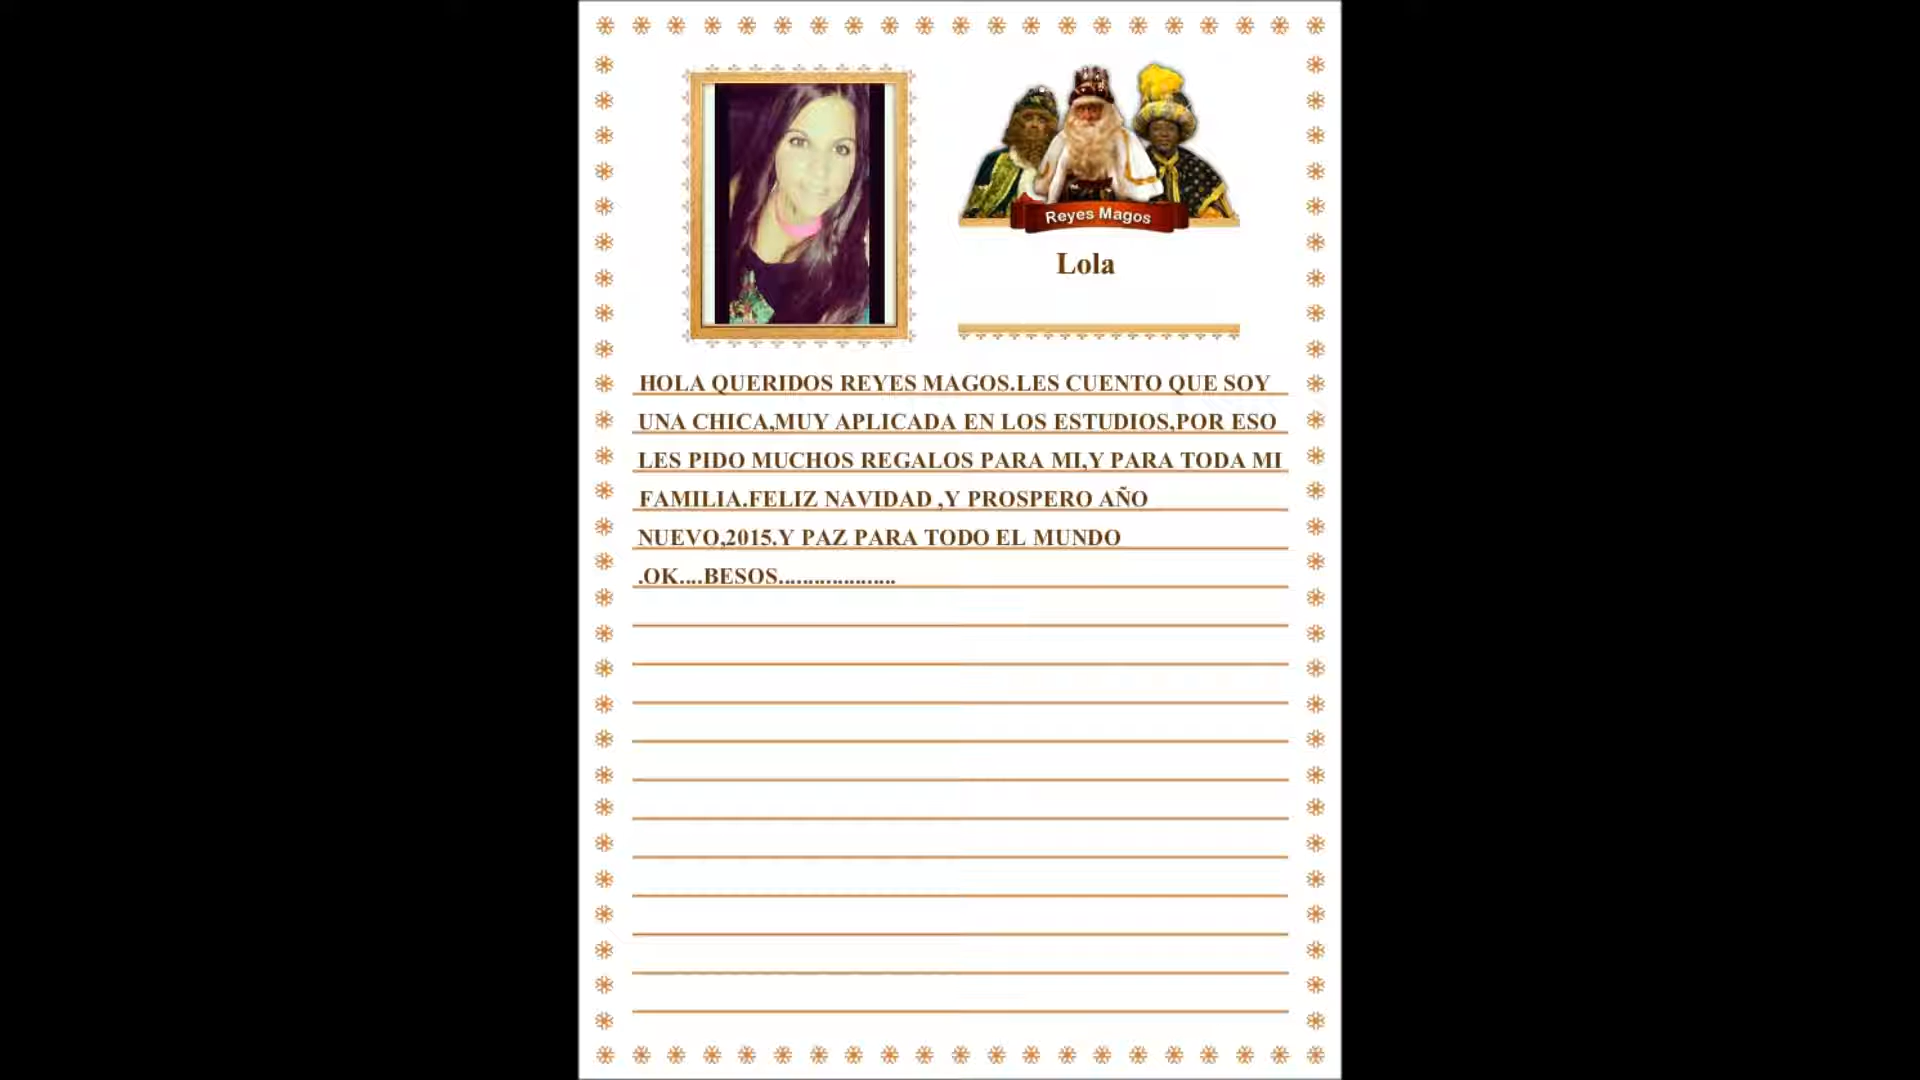 Reyes Magos
Lola
HOLA QUERIDOS REYES MAGOS.LES CUENTO QUE SOY
UNA CHICA,MUY APLICADA EN LOS ESTUDIOS,POR ESO
LES PIDO MUCHOS REGALOS PARA MI,Y PARA TODA MI
FAMILIA.FELIZ NAVIDAD ,Y PROSPERO AÑO
NUEVO,2015.Y PAZ PARA TODO EL MUNDO
.OK....BESOS....................